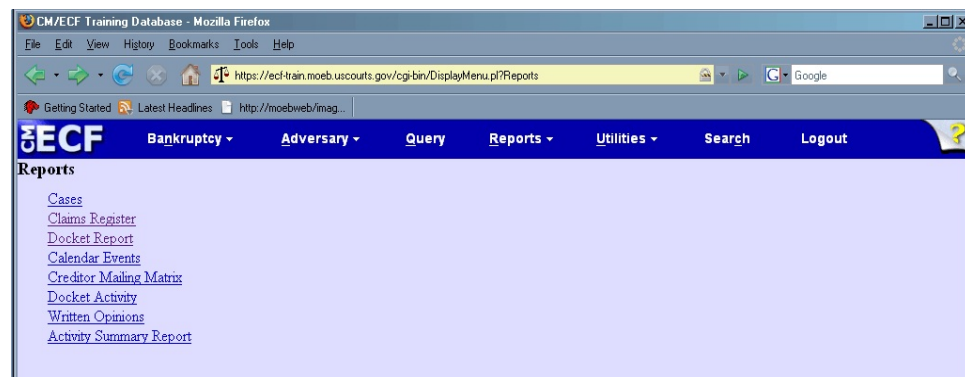 CM/ECF Training Database - Mozilla Firefox
File Edit View History Bookmarks Tools Help
https://ecf-train.moeb.uscourts.gov/cgi-bin/DisplayMenu.pl?Reports G Google
Getting Started Latest Headlines http://moebweb/imag...
CM ECF Bankruptcy Adversary Query Reports Utilities Search Logout ?
Reports
Cases
Claims Register
Docket Report
Calendar Events
Creditor Mailing Matrix
Docket Activity
Written Opinions
Activity Summary Report